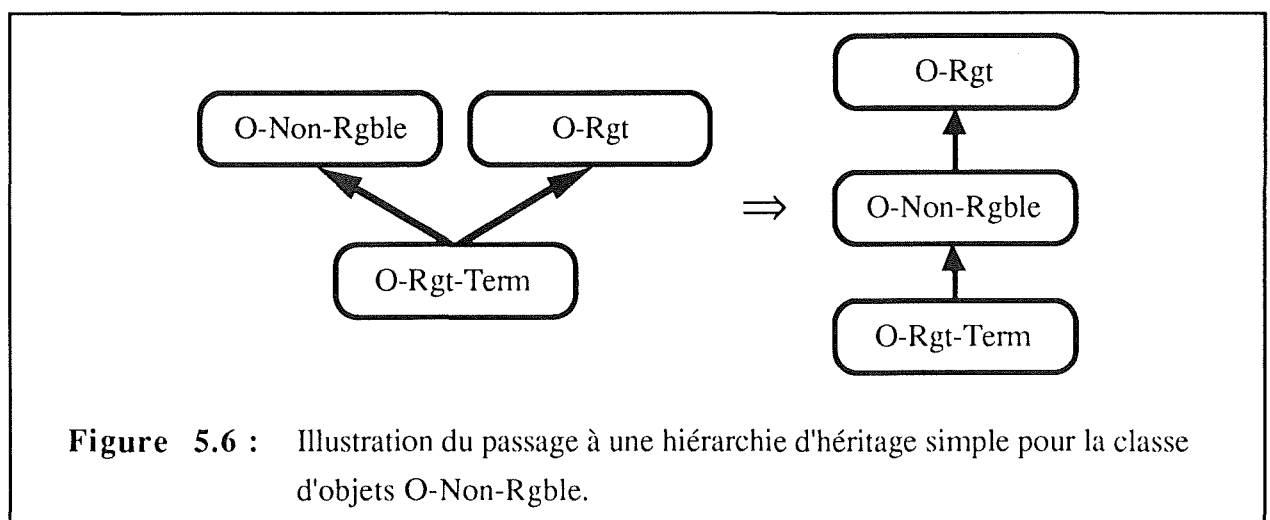 O-Non-Rgble
O-Rgt
O-Rgt-Term
⇒
O-Rgt
O-Non-Rgble
O-Rgt-Term
Figure 5.6 : Illustration du passage à une hiérarchie d'héritage simple pour la classe
d'objets O-Non-Rgble.